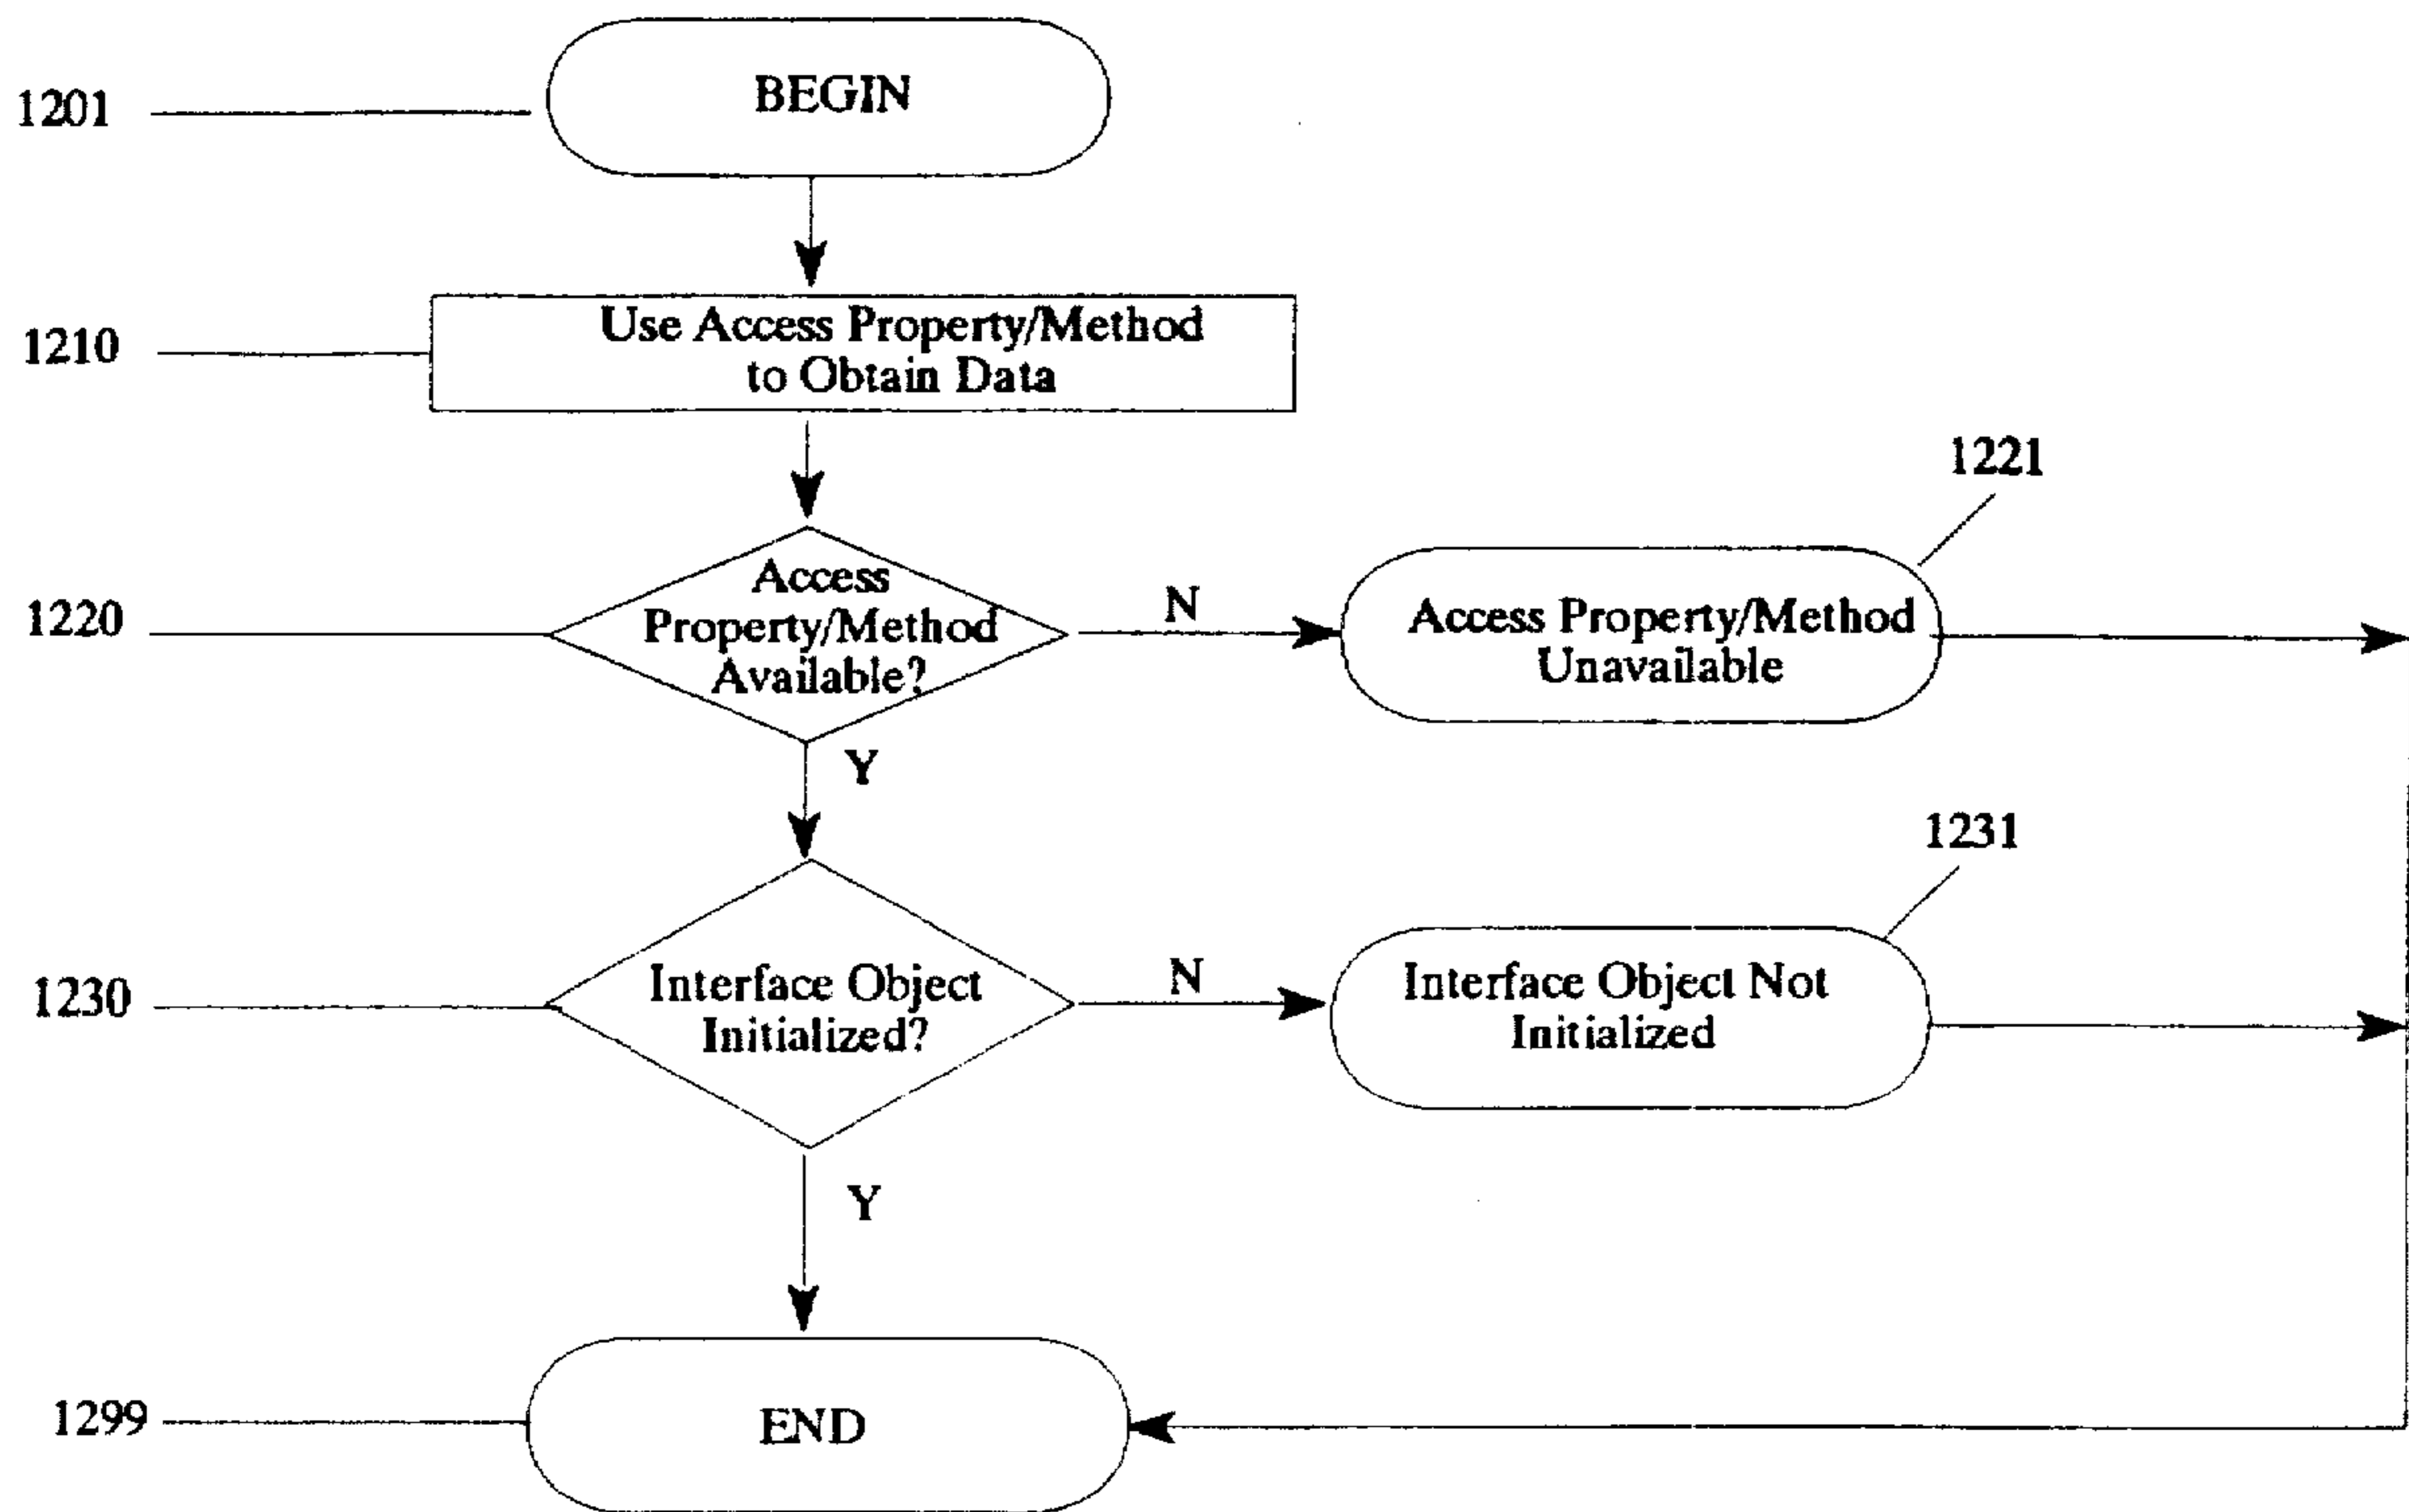 1201
BEGIN
1210
Use Access Property/Method
to Obtain Data
1220
Access
Property/Method
Available?
N
1221
Access Property/Method
Unavailable
Y
1230
Interface Object
Initialized?
N
1231
Interface Object Not
Initialized
Y
1299
END